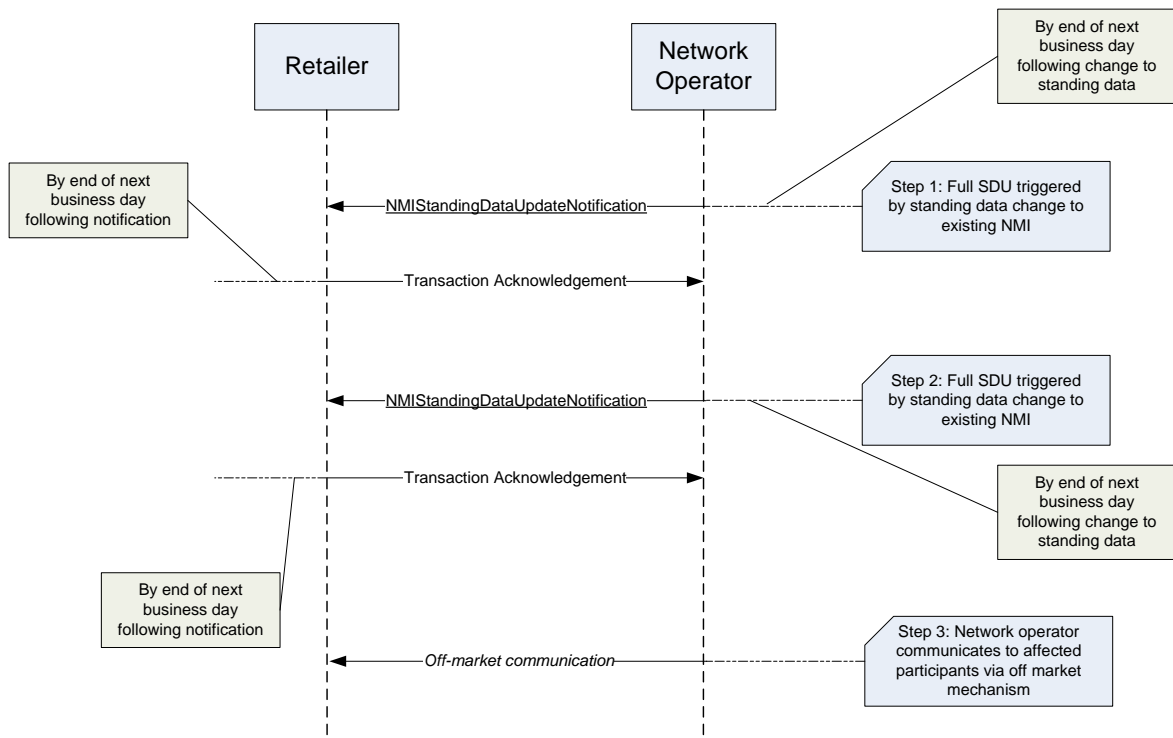 Retailer
Network
Operator
By end of next
business day
following change to
standing data
By end of next
business day
following notification
NMIStandingDataUpdateNotification
Step 1: Full SDU triggered
by standing data change to
existing NMI
Transaction Acknowledgement
NMIStandingDataUpdateNotification
Step 2: Full SDU triggered
by standing data change to
existing NMI
Transaction Acknowledgement
By end of next
business day
following change to
standing data
By end of next
business day
following notification
Off-market communication
Step 3: Network operator
communicates to affected
participants via off market
mechanism